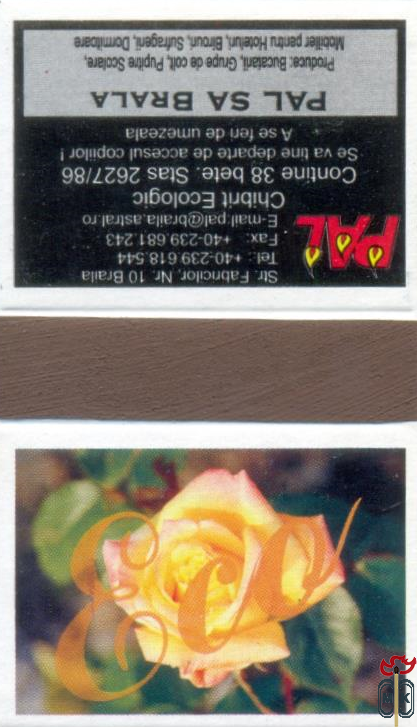 Str. Fabricilor, Nr. 10 Braila
Tel.: +40-239.618.544
Fax: +40-239.681.243
E-mail: pal@braila.astral.ro
PAL
Chibrit Ecologic
Contine 38 bete. Stas 2627/86
Se va tine departe de accesul copiilor !
A se feri de umezeala
PAL SA BRALA
Produce: Bucatarii, Grupe de colt, Pupitre Scolare,
Mobilier pentru Hoteluri, Birouri, Sufragerii, Dormitoare
Eco